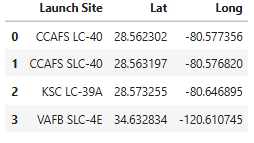 Launch Site Lat Long
0 CCAFS LC-40 28.562302 -80.577356
1 CCAFS SLC-40 28.563197 -80.576820
2 KSC LC-39A 28.573255 -80.646895
3 VAFB SLC-4E 34.632834 -120.610745